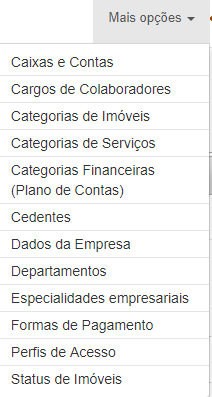 Mais opções
Caixas e Contas
Cargos de Colaboradores
Categorias de Imóveis
Categorias de Serviços
Categorias Financeiras
(Plano de Contas)
Cedentes
Dados da Empresa
Departamentos
Especialidades empresariais
Formas de Pagamento
Perfis de Acesso
Status de Imóveis